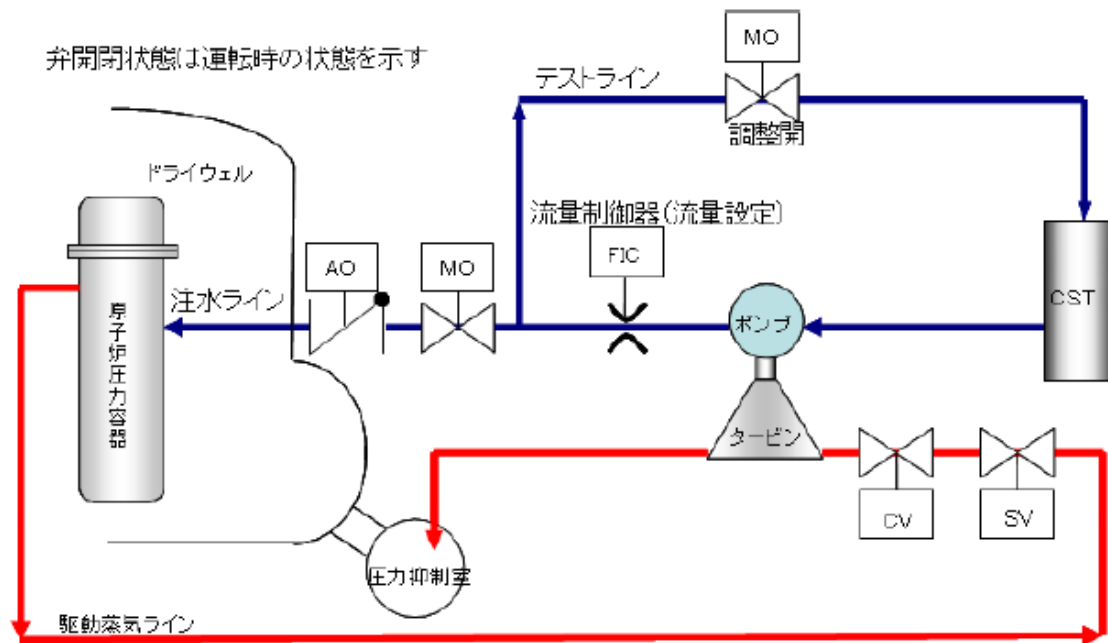 弁開閉状態は運転時の状態を示す
MO
テストライン
調整開
ドライウェル
流量制御器(流量設定)
FIC
AO
MO
注水ライン
CST
ポンプ
原子炉圧力容器
タービン
CV
SV
圧力抑制室
駆動蒸気ライン